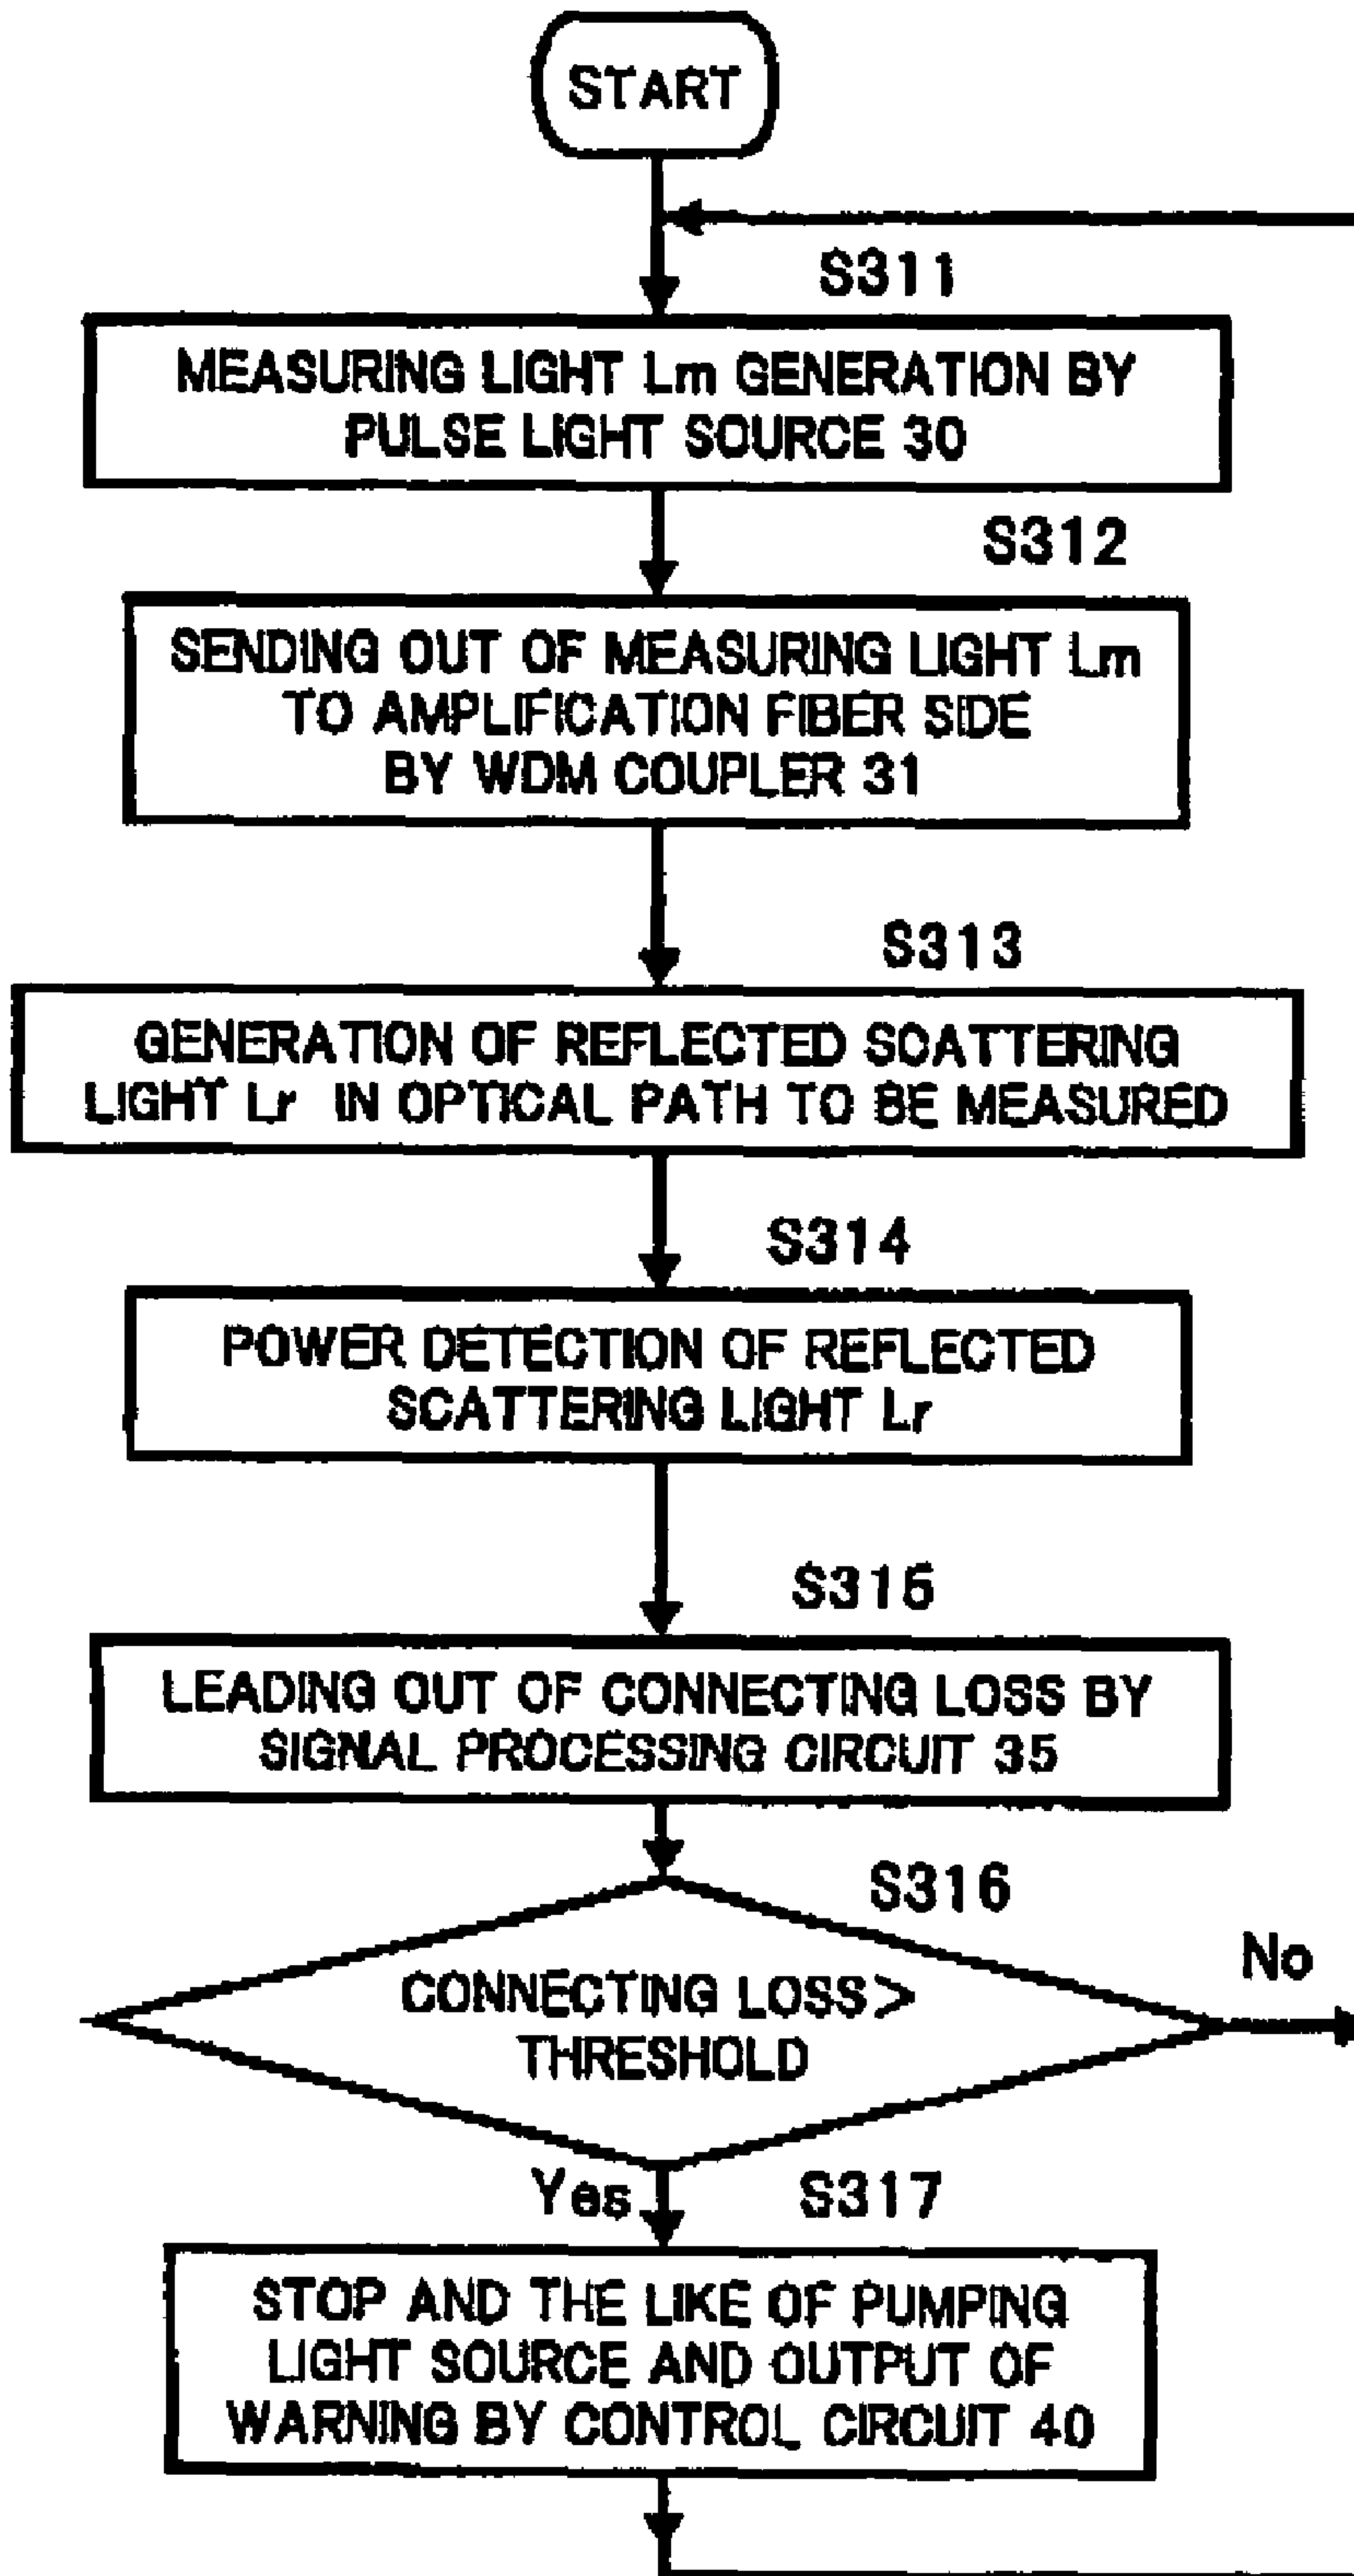 START
S311
MEASURING LIGHT Lm GENERATION BY
PULSE LIGHT SOURCE 30
S312
SENDING OUT OF MEASURING LIGHT Lm
TO AMPLIFICATION FIBER SIDE
BY WDM COUPLER 31
S313
GENERATION OF REFLECTED SCATTERING
LIGHT Lr IN OPTICAL PATH TO BE MEASURED
S314
POWER DETECTION OF REFLECTED
SCATTERING LIGHT Lr
S315
LEADING OUT OF CONNECTING LOSS BY
SIGNAL PROCESSING CIRCUIT 35
S316
No
CONNECTING LOSS>
THRESHOLD
Yes
S317
STOP AND THE LIKE OF PUMPING
LIGHT SOURCE AND OUTPUT OF
WARNING BY CONTROL CIRCUIT 40